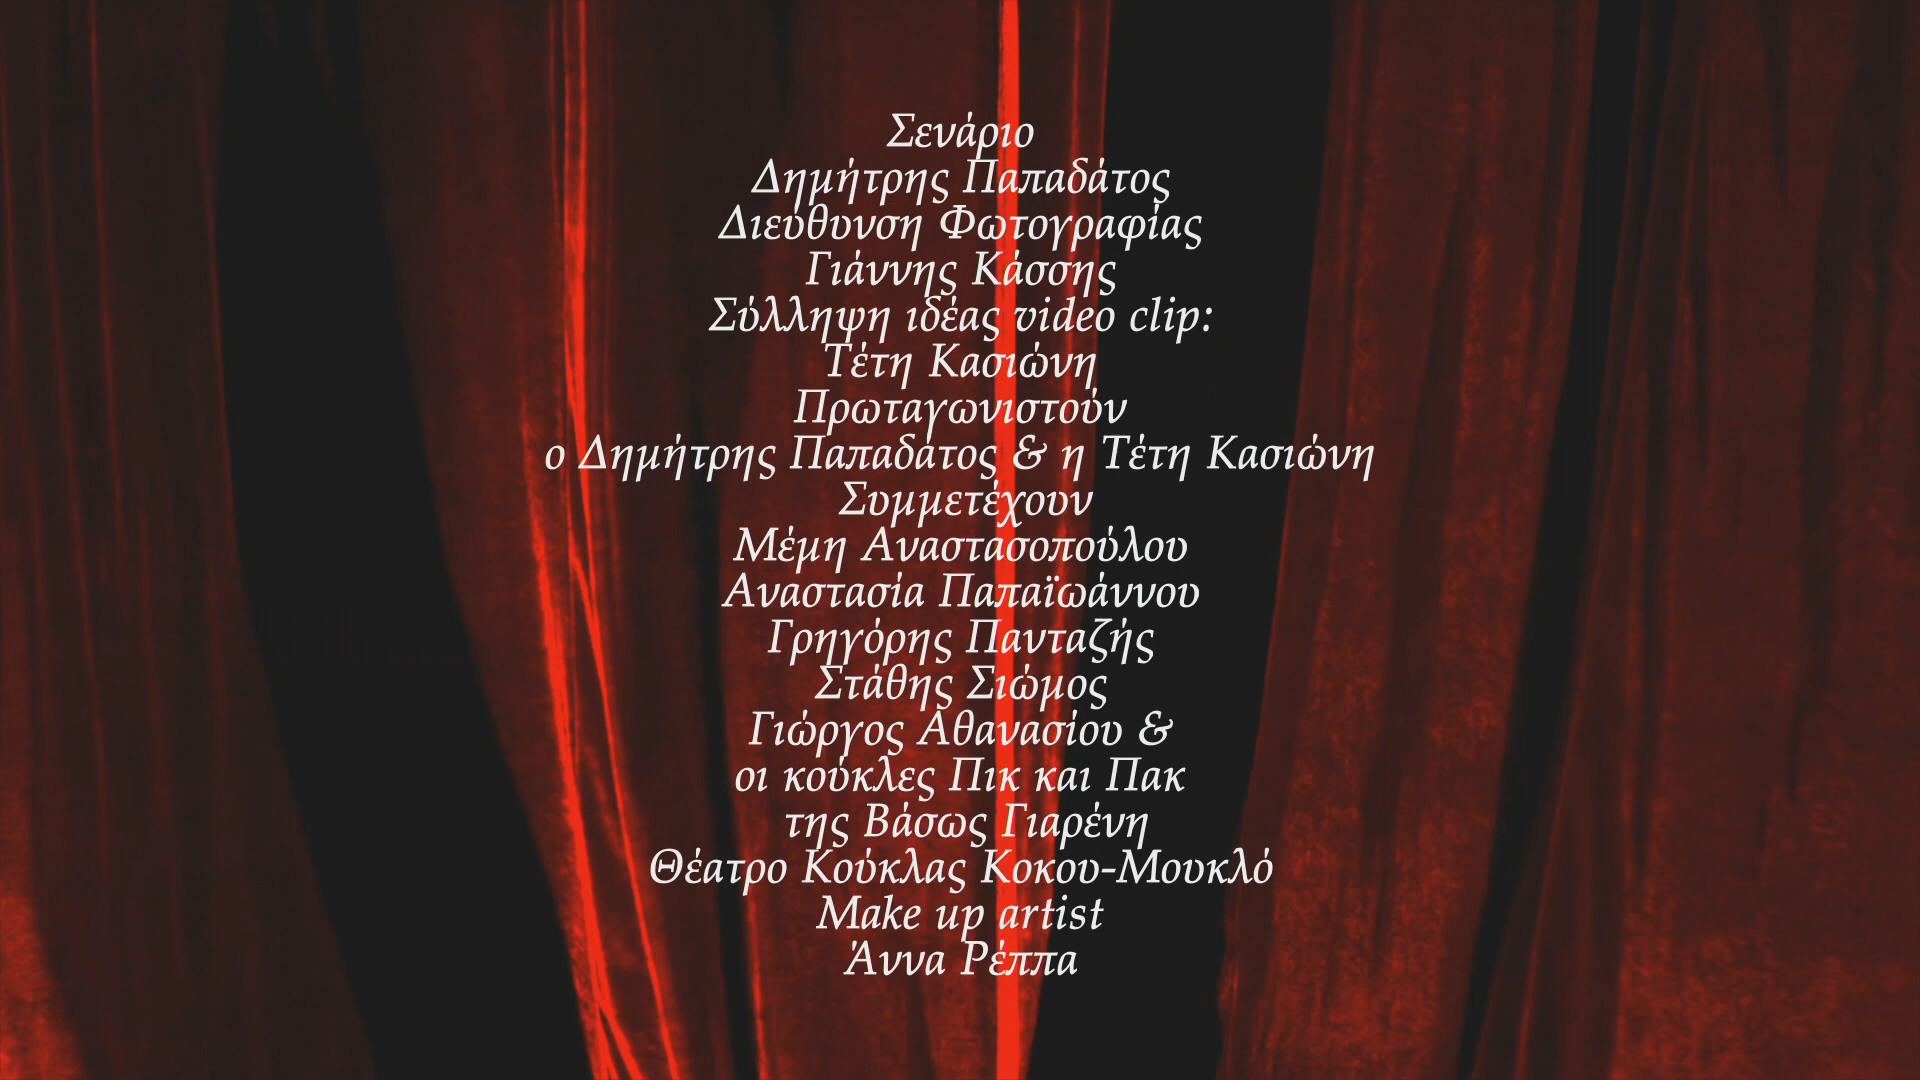 Σενάριο
Δημήτρης Παπαδάτος
Διεύθυνση Φωτογραφίας
Γιάννης Κάσσης
Σύλληψη ιδέας video clip:
Τέτη Κασιώνη
Πρωταγωνιστούν
ο Δημήτρης Παπαδάτος & η Τέτη Κασιώνη
Συμμετέχουν
Μέμη Αναστασοπούλου
Αναστασία Παπαϊωάννου
Γρηγόρης Πανταζής
Στάθης Σιώμος
Γιώργος Αθανασίου &
οι κούκλες Πικ και Πακ
της Βάσως Γιαρένη
Θέατρο Κούκλας Κοκου-Μουκλό
Make up artist
Άννα Ρέππα